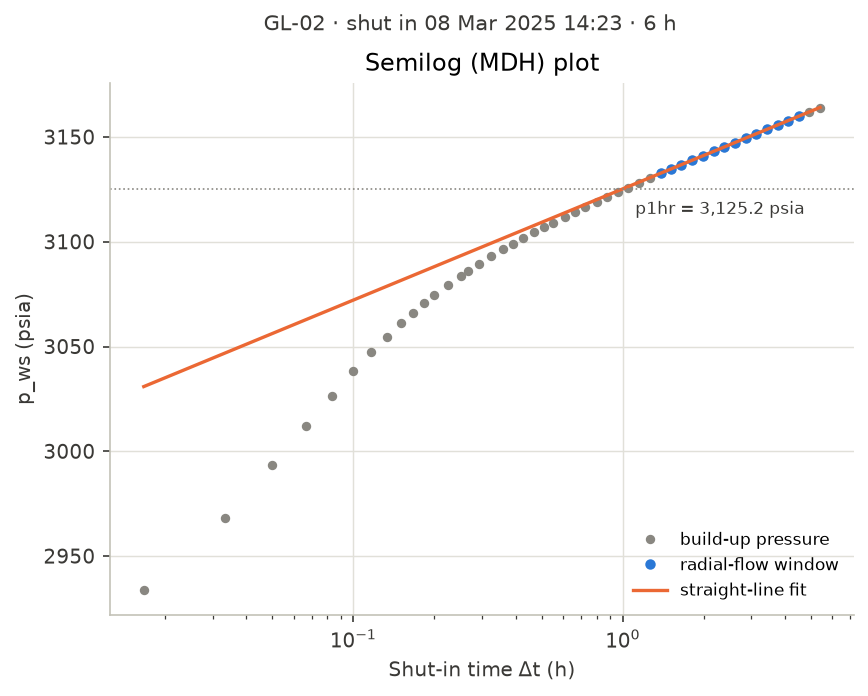 GL-02 · shut in 08 Mar 2025 14:23 · 6 h
Semilog (MDH) plot
p_ws (psia)
3150
3100
3050
3000
2950
p1hr = 3,125.2 psia
build-up pressure
radial-flow window
straight-line fit
10⁻¹
10⁰
Shut-in time Δt (h)